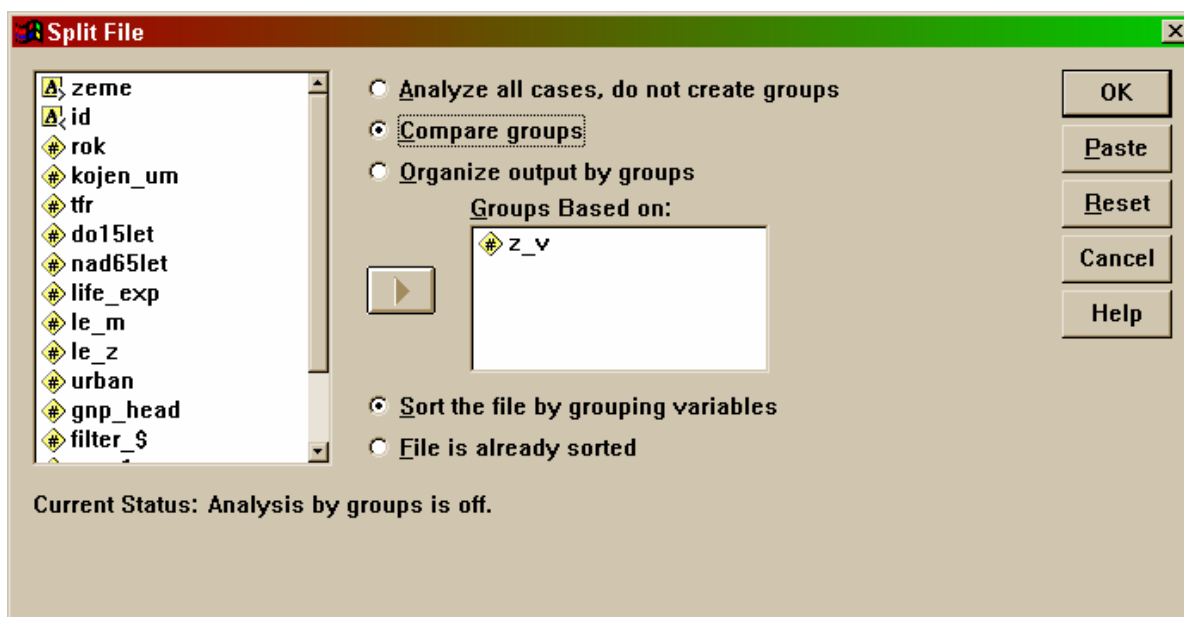 Split File
zeme
id
rok
kojen_um
tfr
do15let
nad65let
life_exp
le_m
le_z
urban
gnp_head
filter_$
Analyze all cases, do not create groups
Compare groups
Organize output by groups
Groups Based on:
z_v
Sort the file by grouping variables
File is already sorted
OK
Paste
Reset
Cancel
Help
Current Status: Analysis by groups is off.